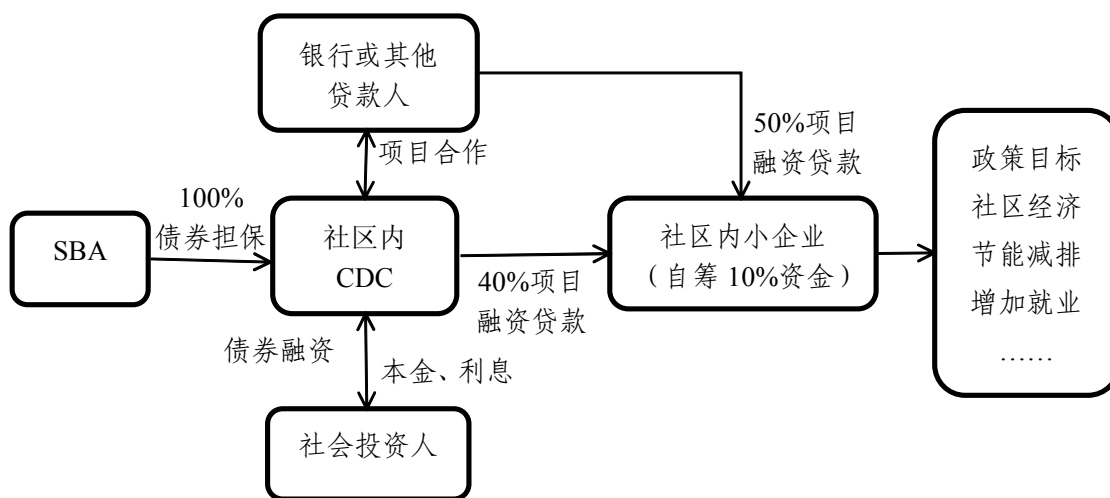 银行或其他
贷款人
项目合作
50%项目
融资贷款
100%
债券担保
SBA
社区内
CDC
40%项目
融资贷款
社区内小企业
（自筹 10%资金）
政策目标
社区经济
节能减排
增加就业
……
债券融资
本金、利息
社会投资人